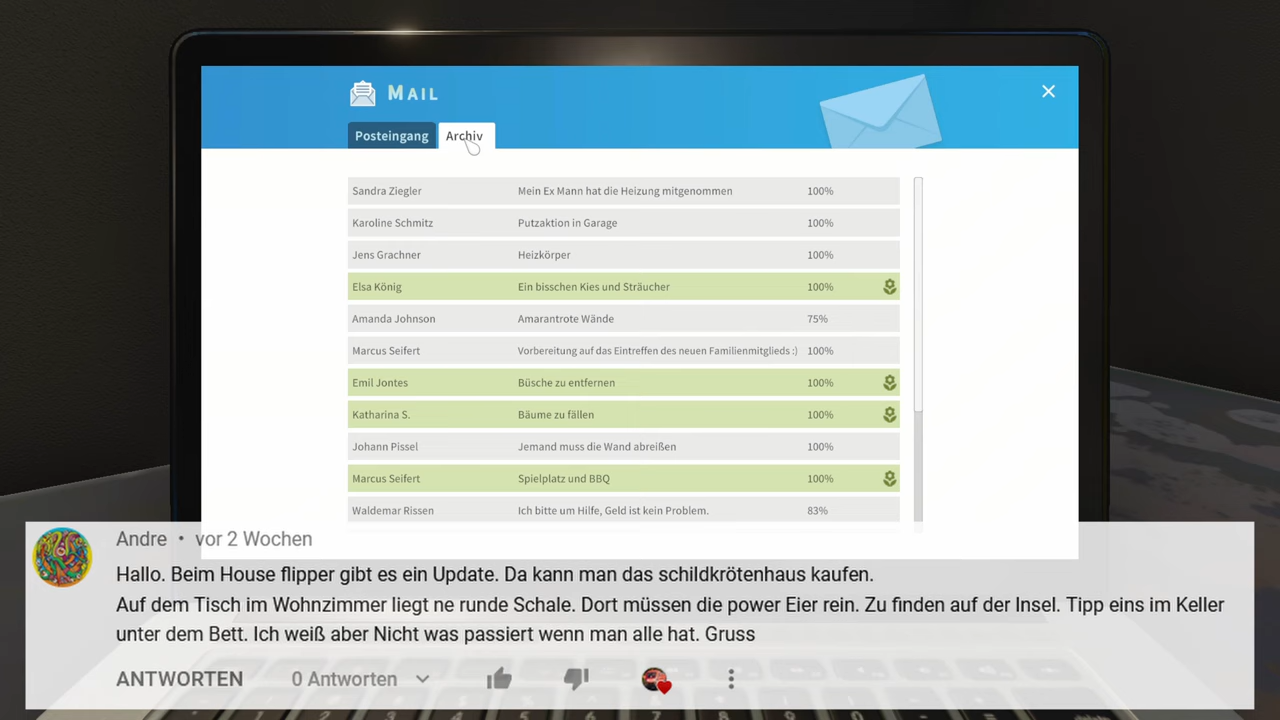 MAIL
Posteingang Archiv
Sandra Ziegler Mein Ex Mann hat die Heizung mitgenommen 100%
Karoline Schmitz Putzaktion in Garage 100%
Jens Grachner Heizkörper 100%
Elsa König Ein bisschen Kies und Sträucher 100%
Amanda Johnson Amarantrote Wände 75%
Marcus Seifert Vorbereitung auf das Eintreffen des neuen Familienmitglieds :) 100%
Emil Jontes Büsche zu entfernen 100%
Katharina S. Bäume zu fällen 100%
Johann Pissel Jemand muss die Wand abreißen 100%
Marcus Seifert Spielplatz und BBQ 100%
Waldemar Rissen Ich bitte um Hilfe, Geld ist kein Problem. 83%
Andre • vor 2 Wochen
Hallo. Beim House flipper gibt es ein Update. Da kann man das schildkrötenhaus kaufen.
Auf dem Tisch im Wohnzimmer liegt ne runde Schale. Dort müssen die power Eier rein. Zu finden auf der Insel. Tipp eins im Keller
unter dem Bett. Ich weiß aber Nicht was passiert wenn man alle hat. Gruss
ANTWORTEN 0 Antworten